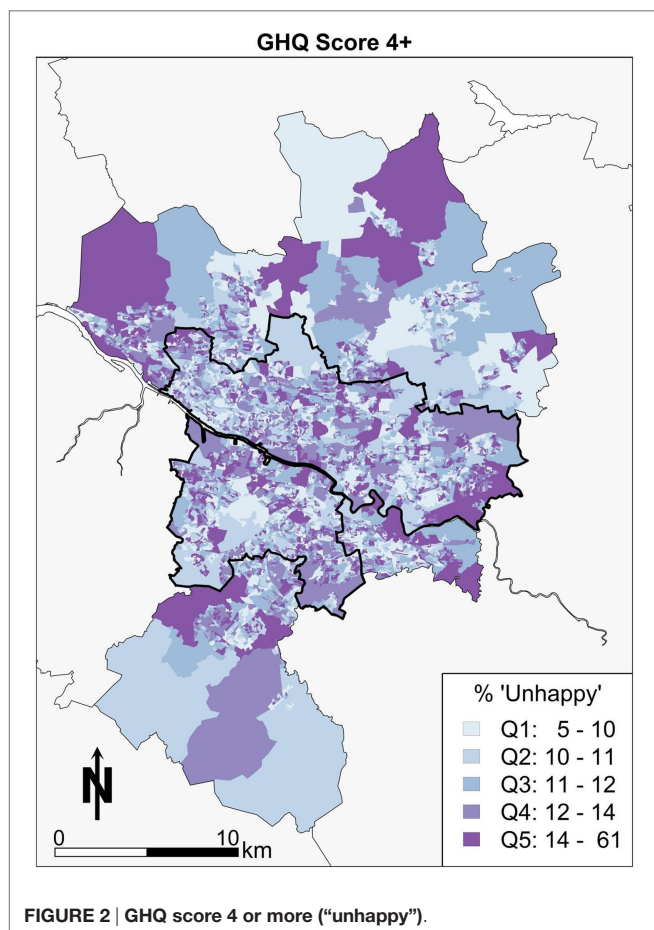 GHQ Score 4+
% 'Unhappy'
Q1: 5 - 10
Q2: 10 - 11
Q3: 11 - 12
Q4: 12 - 14
Q5: 14 - 61
N
0 10
km
FIGURE 2 | GHQ score 4 or more (“unhappy”).